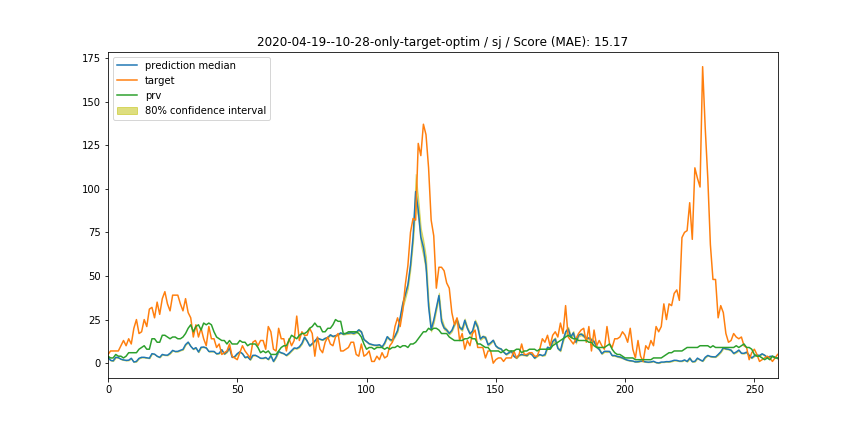 2020-04-19--10-28-only-target-optim / sj / Score (MAE): 15.17
prediction median
target
prv
80% confidence interval
175
150
125
100
75
50
25
0
0 50 100 150 200 250